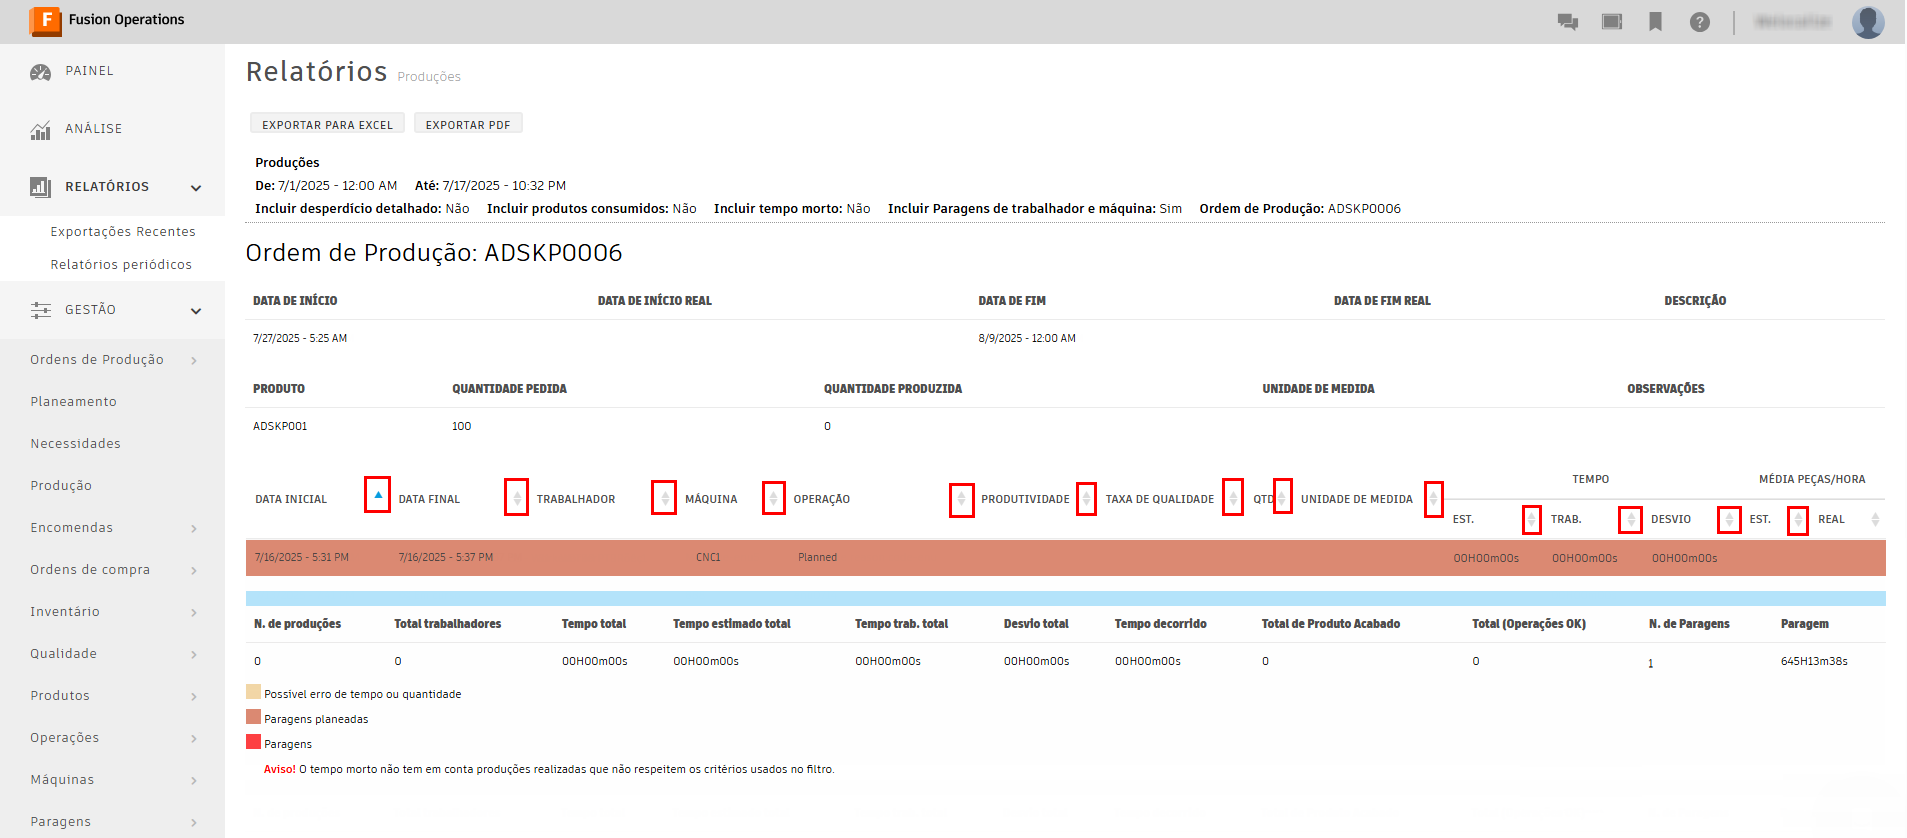 Fusion Operations
PAINEL
ANÁLISE
RELATÓRIOS
Exportações Recentes
Relatórios periódicos
GESTÃO
Ordens de Produção
Planeamento
Necessidades
Produção
Encomendas
Ordens de compra
Inventário
Qualidade
Produtos
Operações
Máquinas
Paragens
Relatórios Produções
EXPORTAR PARA EXCEL EXPORTAR PDF
Produções
De: 7/1/2025 - 12:00 AM Até: 7/17/2025 - 10:32 PM
Incluir desperdício detalhado: Não Incluir produtos consumidos: Não Incluir tempo morto: Não Incluir Paragens de trabalhador e máquina: Sim Ordem de Produção: ADSKP0006
Ordem de Produção: ADSKP0006
DATA DE INÍCIO DATA DE INÍCIO REAL DATA DE FIM DATA DE FIM REAL DESCRIÇÃO
7/27/2025 - 5:25 AM 8/9/2025 - 12:00 AM
PRODUTO QUANTIDADE PEDIDA QUANTIDADE PRODUZIDA UNIDADE DE MEDIDA OBSERVAÇÕES
ADSKP001 100 0
TEMPO MÉDIA PEÇAS/HORA
DATA INICIAL DATA FINAL TRABALHADOR MÁQUINA OPERAÇÃO PRODUTIVIDADE TAXA DE QUALIDADE QTD UNIDADE DE MEDIDA
EST. TRAB. DESVIO EST. REAL
7/16/2025 - 5:31 PM 7/16/2025 - 5:37 PM CNC1 Planned 00H00m00s 00H00m00s 00H00m00s
N. de produções Total trabalhadores Tempo total Tempo estimado total Tempo trab. total Desvio total Tempo decorrido Total de Produto Acabado Total (Operações OK) N. de Paragens Paragem
0 0 00H00m00s 00H00m00s 00H00m00s 00H00m00s 00H00m00s 0 0 1 645H13m38s
Possível erro de tempo ou quantidade
Paragens planeadas
Paragens
Aviso! O tempo morto não tem em conta produções realizadas que não respeitem os critérios usados no filtro.